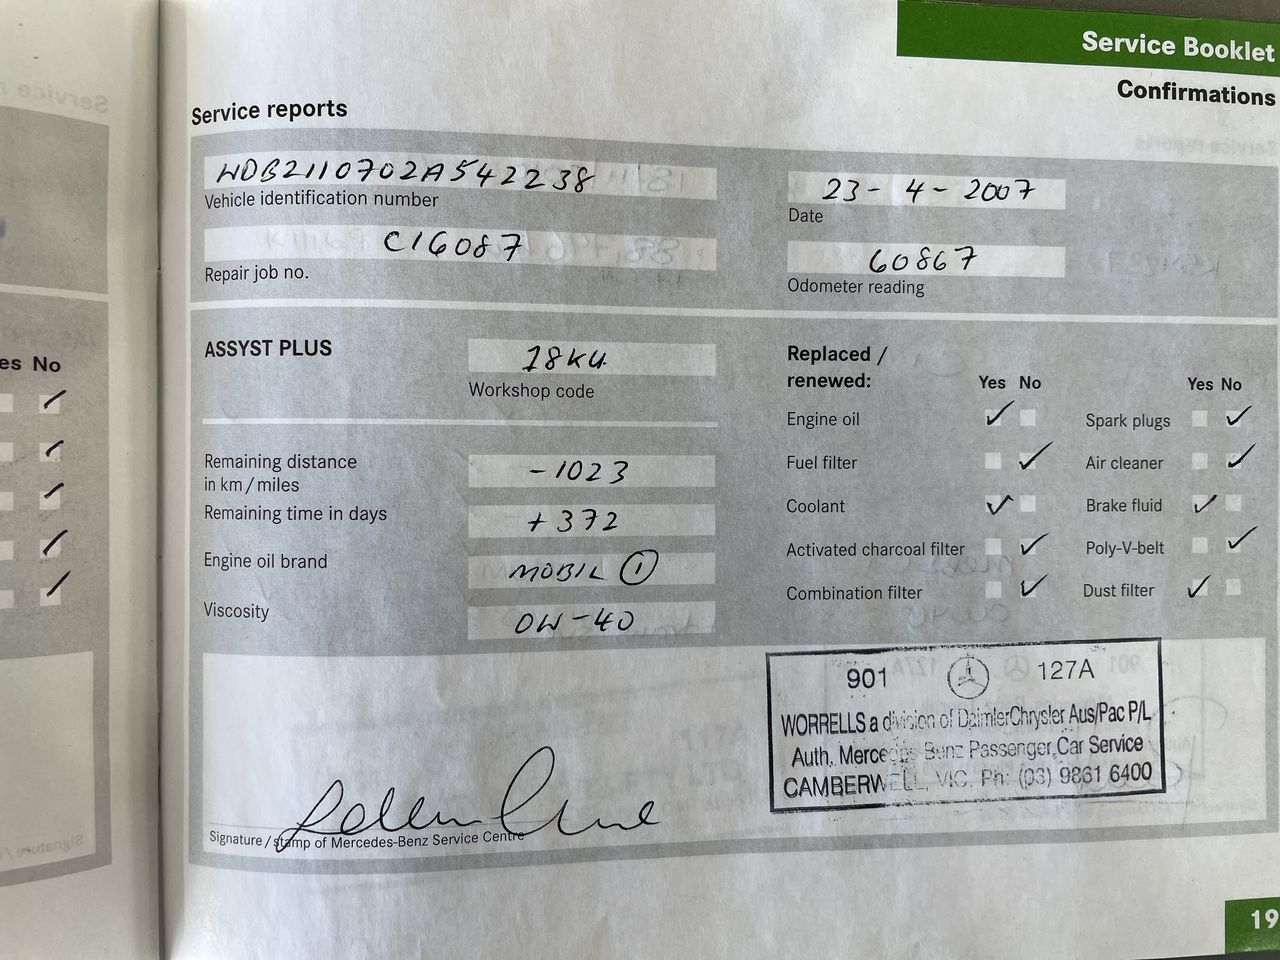 Service Booklet
Confirmations
Service reports
WDB2110702A542238
Vehicle identification number
23-4-2007
Date
C16087
Repair job no.
60867
Odometer reading
ASSYST PLUS
Workshop code
Replaced /
renewed:
Yes No
Yes No
Engine oil
Spark plugs
Fuel filter
Air cleaner
Coolant
Brake fluid
Activated charcoal filter
Poly-V-belt
Combination filter
Dust filter
Remaining distance
in km/miles
-1023
Remaining time in days
+372
Engine oil brand
MOBIL 1
Viscosity
0W-40
901 127A
WORRELLS a division of DaimlerChrysler Aus/Pac P/L
Auth. Mercedes Benz Passenger Car Service
CAMBERWELL, VIC. Ph: (03) 9861 6400
Signature/stamp of Mercedes-Benz Service Centre
19
es No